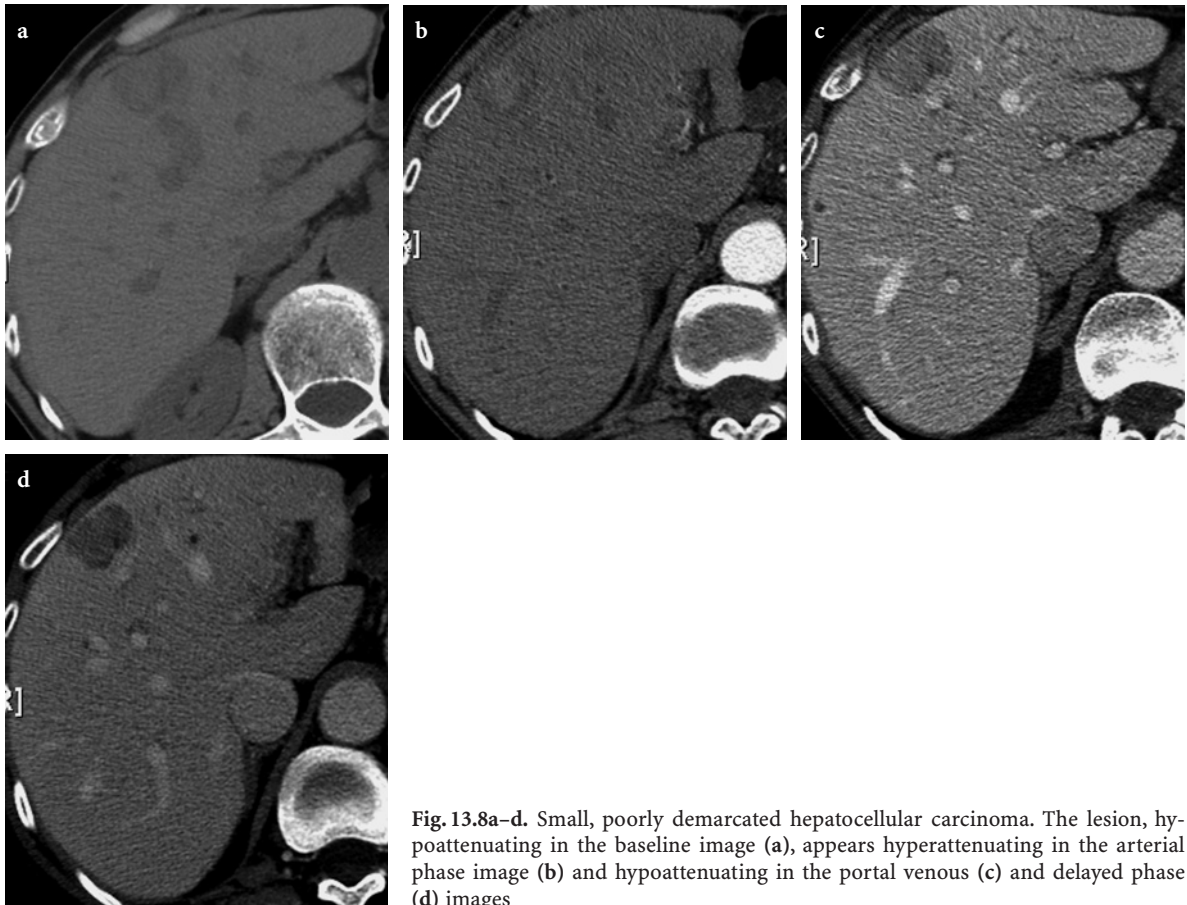 a
b
c
R]
R]
d
R]
Fig. 13.8a–d. Small, poorly demarcated hepatocellular carcinoma. The lesion, hy-
poattenuating in the baseline image (a), appears hyperattenuating in the arterial
phase image (b) and hypoattenuating in the portal venous (c) and delayed phase
(d) images